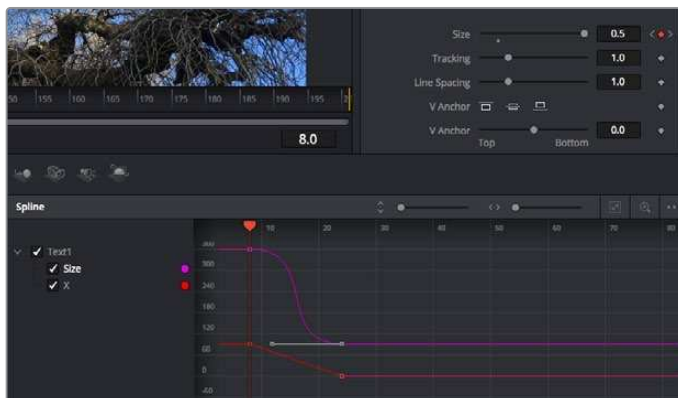 Size 0.5
Tracking 1.0
Line Spacing 1.0
V Anchor
V Anchor 0.0
Top Bottom
155 160 165 170 175 180 185 190 195
8.0
Spline
10 20 30 40 50 60 70 80
Text1
Size
X
300
240
180
120
60
0
-60